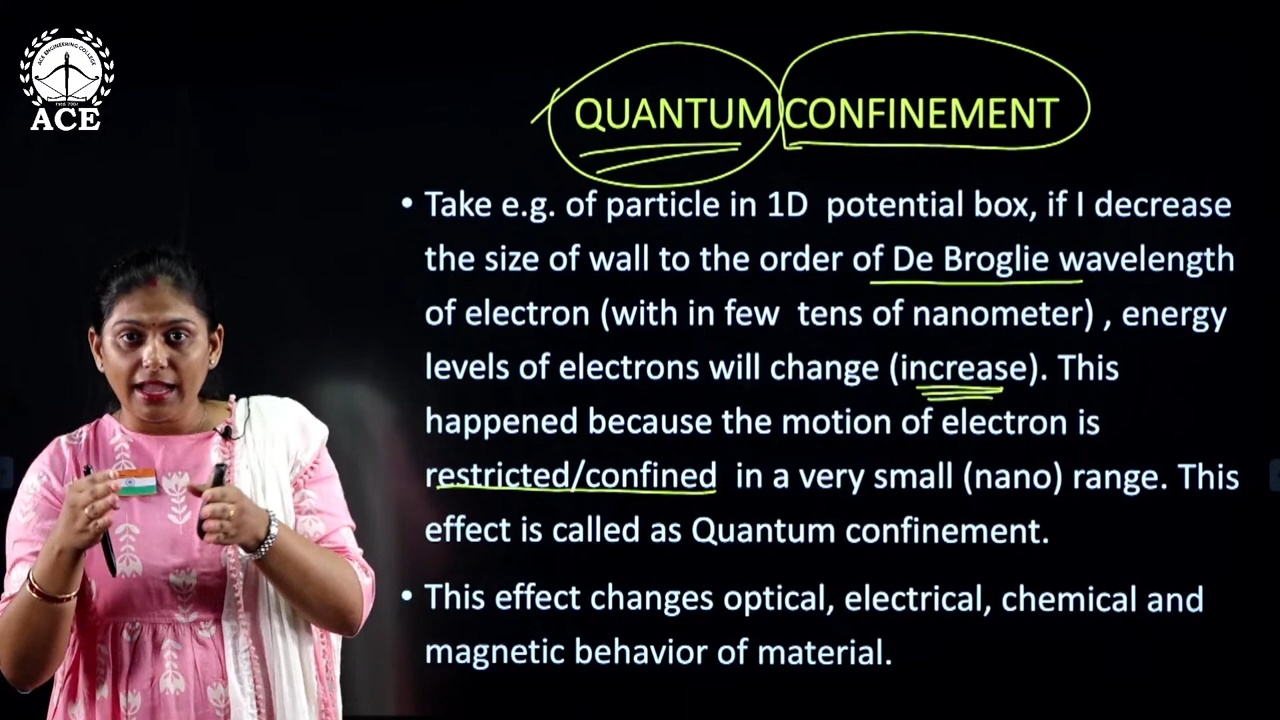 ACE ENGINEERING COLLEGE
ACE
QUANTUM CONFINEMENT
• Take e.g. of particle in 1D potential box, if I decrease
the size of wall to the order of De Broglie wavelength
of electron (with in few tens of nanometer) , energy
levels of electrons will change (increase). This
happened because the motion of electron is
restricted/confined in a very small (nano) range. This
effect is called as Quantum confinement.
• This effect changes optical, electrical, chemical and
magnetic behavior of material.